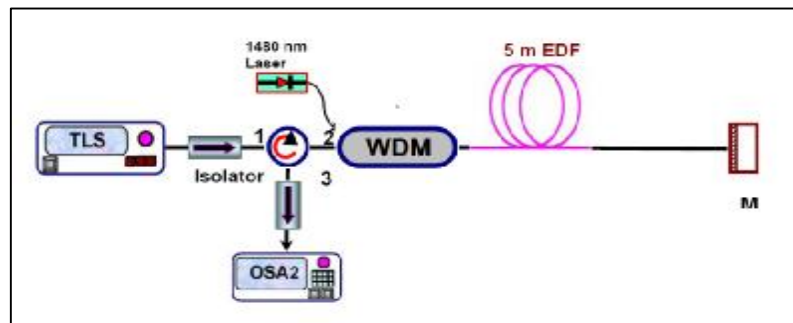 1480 nm
Laser
5 m EDF
TLS
1
2
WDM
Isolator
3
M
OSA2